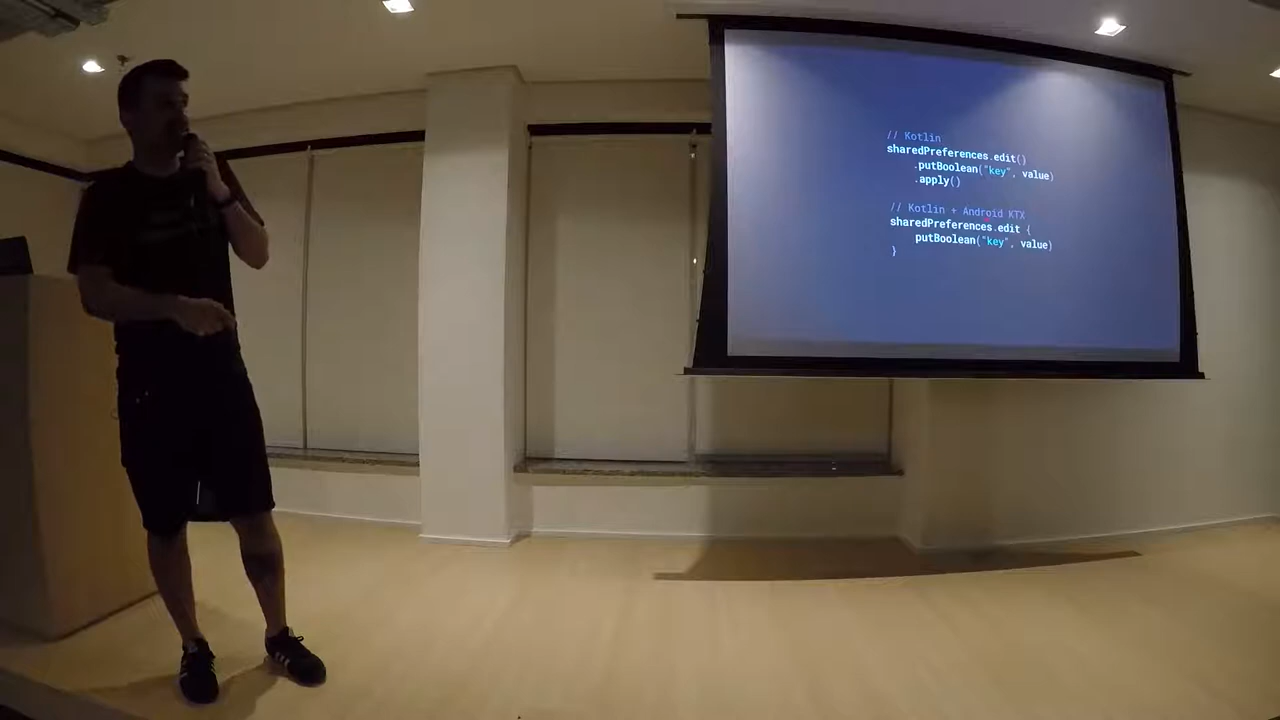 // Kotlin
sharedPreferences.edit()
.putBoolean("key", value)
.apply()
// Kotlin + Android KTX
sharedPreferences.edit {
putBoolean("key", value)
}